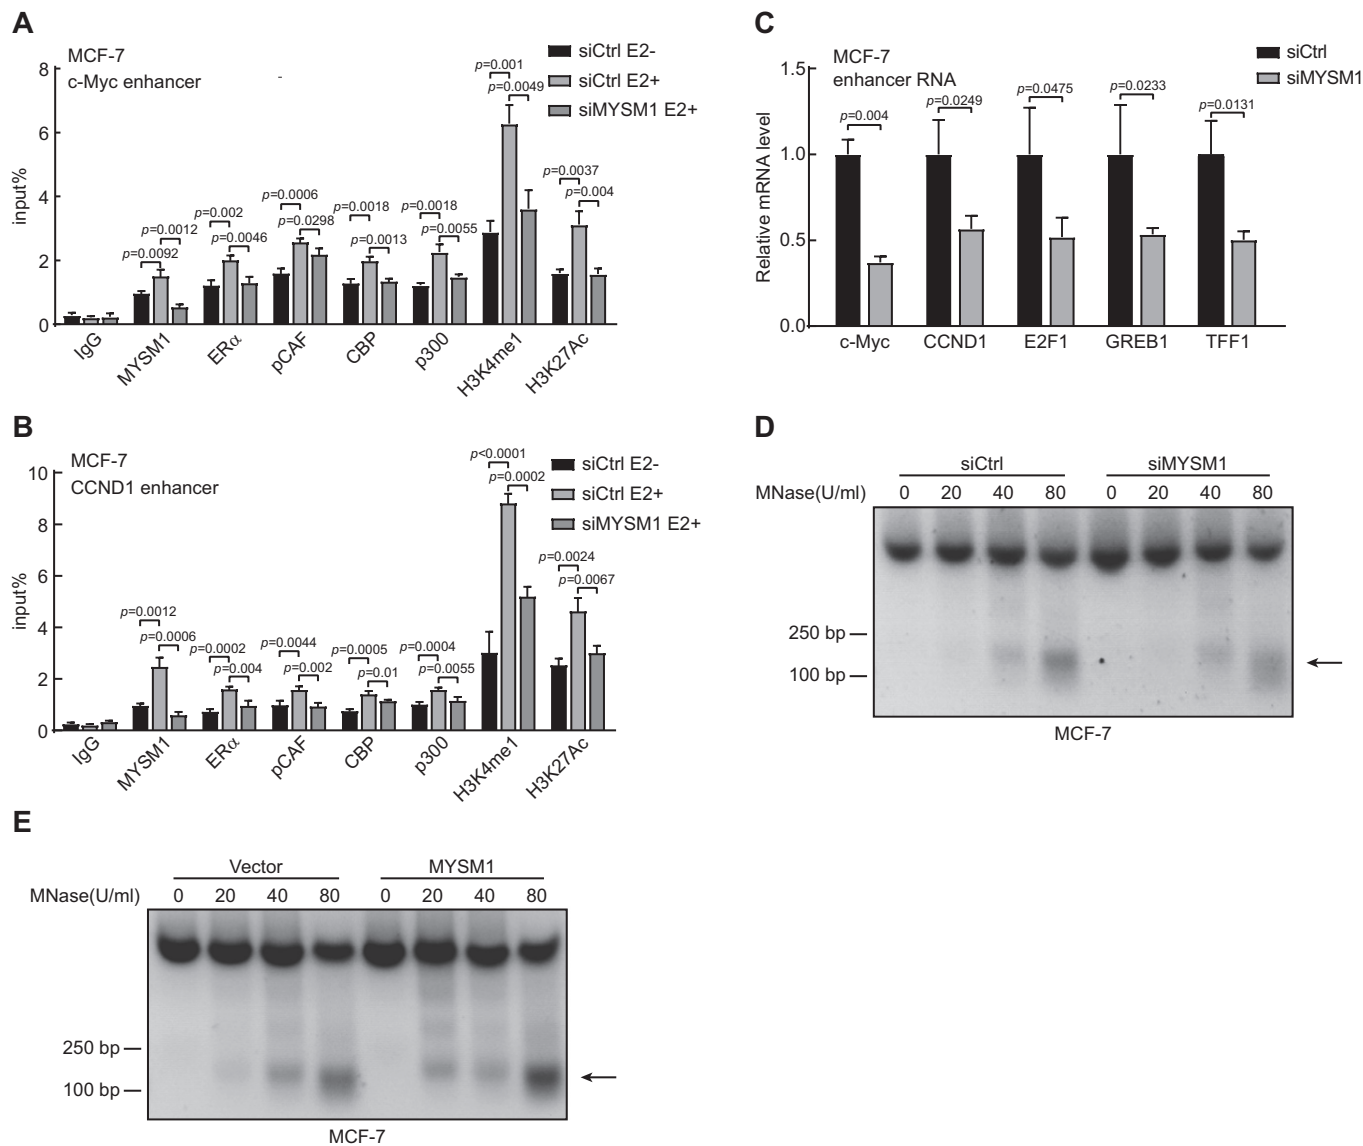 A
MCF-7
c-Myc enhancer
siCtrl E2-
siCtrl E2+
siMYSM1 E2+
input%
8
6
4
2
0
p=0.0092
p=0.0012
p=0.002
p=0.0046
p=0.0006
p=0.0298
p=0.0018
p=0.0013
p=0.0018
p=0.0055
p=0.001
p=0.0049
p=0.0037
p=0.004
IgG
MYSM1
ERα
pCAF
CBP
p300
H3K4me1
H3K27Ac
B
MCF-7
CCND1 enhancer
siCtrl E2-
siCtrl E2+
siMYSM1 E2+
input%
10
8
6
4
2
0
p=0.0012
p=0.0006
p=0.0002
p=0.004
p=0.0044
p=0.002
p=0.0005
p=0.01
p=0.0004
p=0.0055
p<0.0001
p=0.0002
p=0.0024
p=0.0067
IgG
MYSM1
ERα
pCAF
CBP
p300
H3K4me1
H3K27Ac
C
MCF-7
enhancer RNA
siCtrl
siMYSM1
Relative mRNA level
1.5
1.0
0.5
0.0
p=0.004
p=0.0249
p=0.0475
p=0.0233
p=0.0131
c-Myc CCND1 E2F1 GREB1 TFF1
D
siCtrl siMYSM1
MNase(U/ml) 0 20 40 80 0 20 40 80
250 bp
100 bp
MCF-7
E
Vector MYSM1
MNase(U/ml) 0 20 40 80 0 20 40 80
250 bp
100 bp
MCF-7